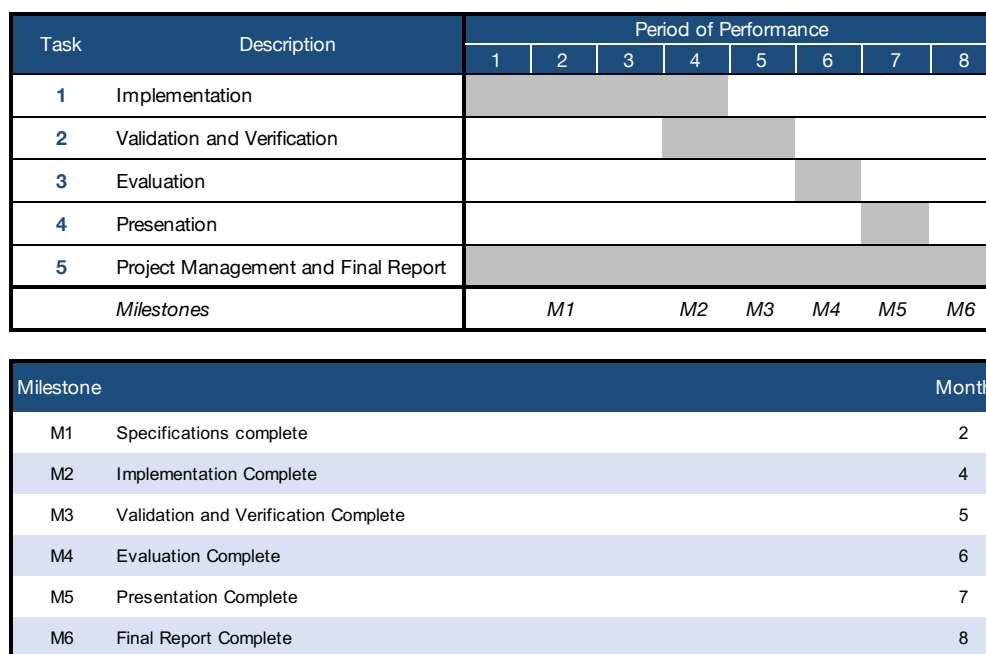 Task Description Period of Performance
1 2 3 4 5 6 7 8
1 Implementation
2 Validation and Verification
3 Evaluation
4 Presenation
5 Project Management and Final Report
Milestones M1 M2 M3 M4 M5 M6
Milestone Month
M1 Specifications complete 2
M2 Implementation Complete 4
M3 Validation and Verification Complete 5
M4 Evaluation Complete 6
M5 Presentation Complete 7
M6 Final Report Complete 8